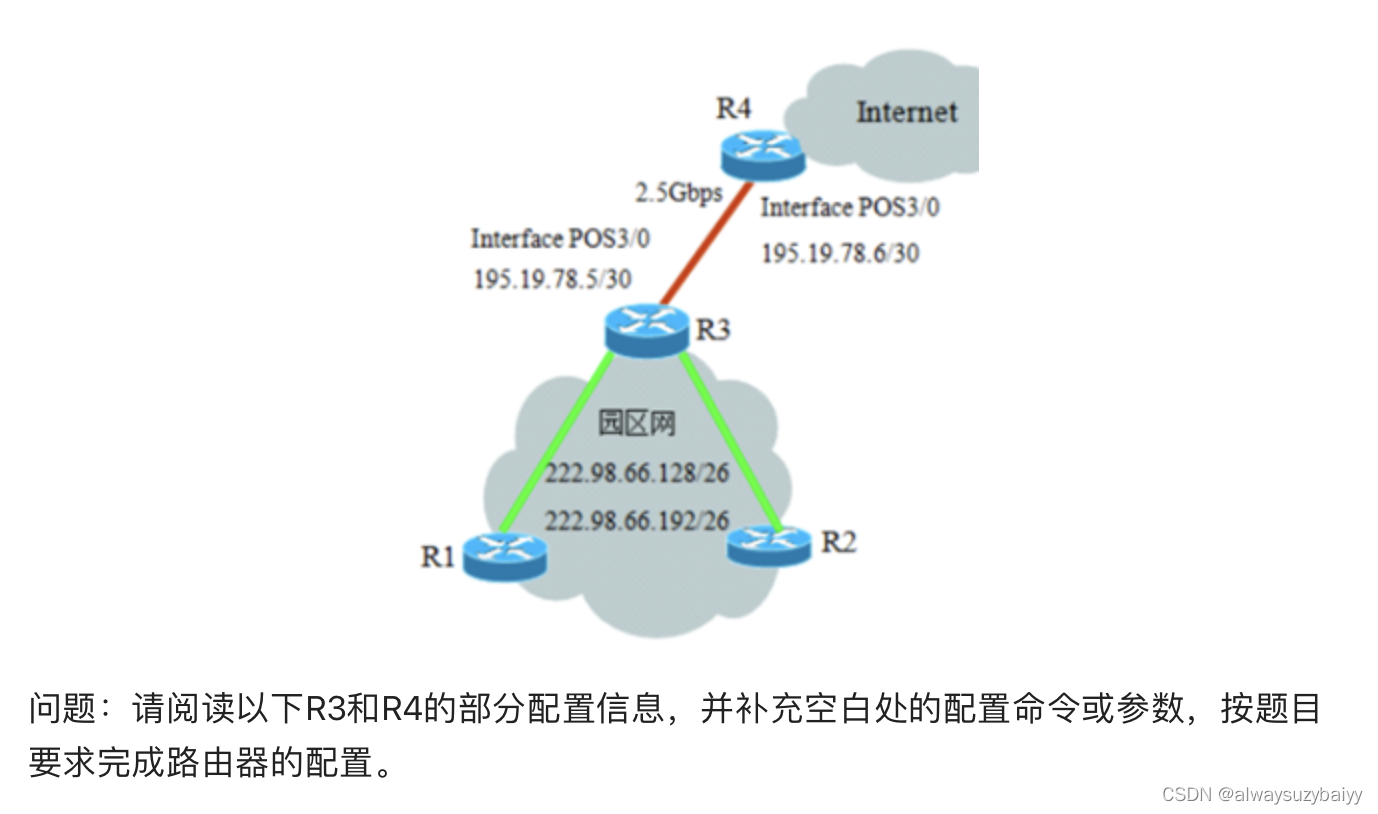 R4
Internet
2.5Gbps
Interface POS3/0
195.19.78.6/30
Interface POS3/0
195.19.78.5/30
R3
园区网
222.98.66.128/26
222.98.66.192/26
R1
R2
问题：请阅读以下R3和R4的部分配置信息，并补充空白处的配置命令或参数，按题目
要求完成路由器的配置。
CSDN @alwaysuzybaiyy